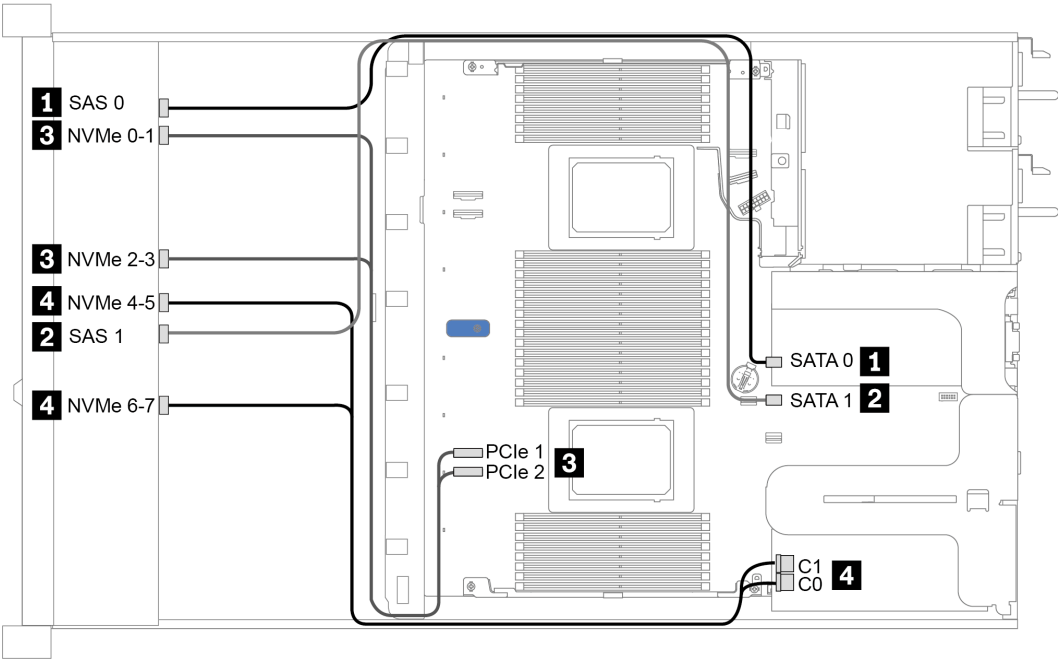 1 SAS 0
3 NVMe 0-1
3 NVMe 2-3
4 NVMe 4-5
2 SAS 1
4 NVMe 6-7
SATA 0 1
SATA 1 2
PCIe 1
PCIe 2
3
C1
C0
4